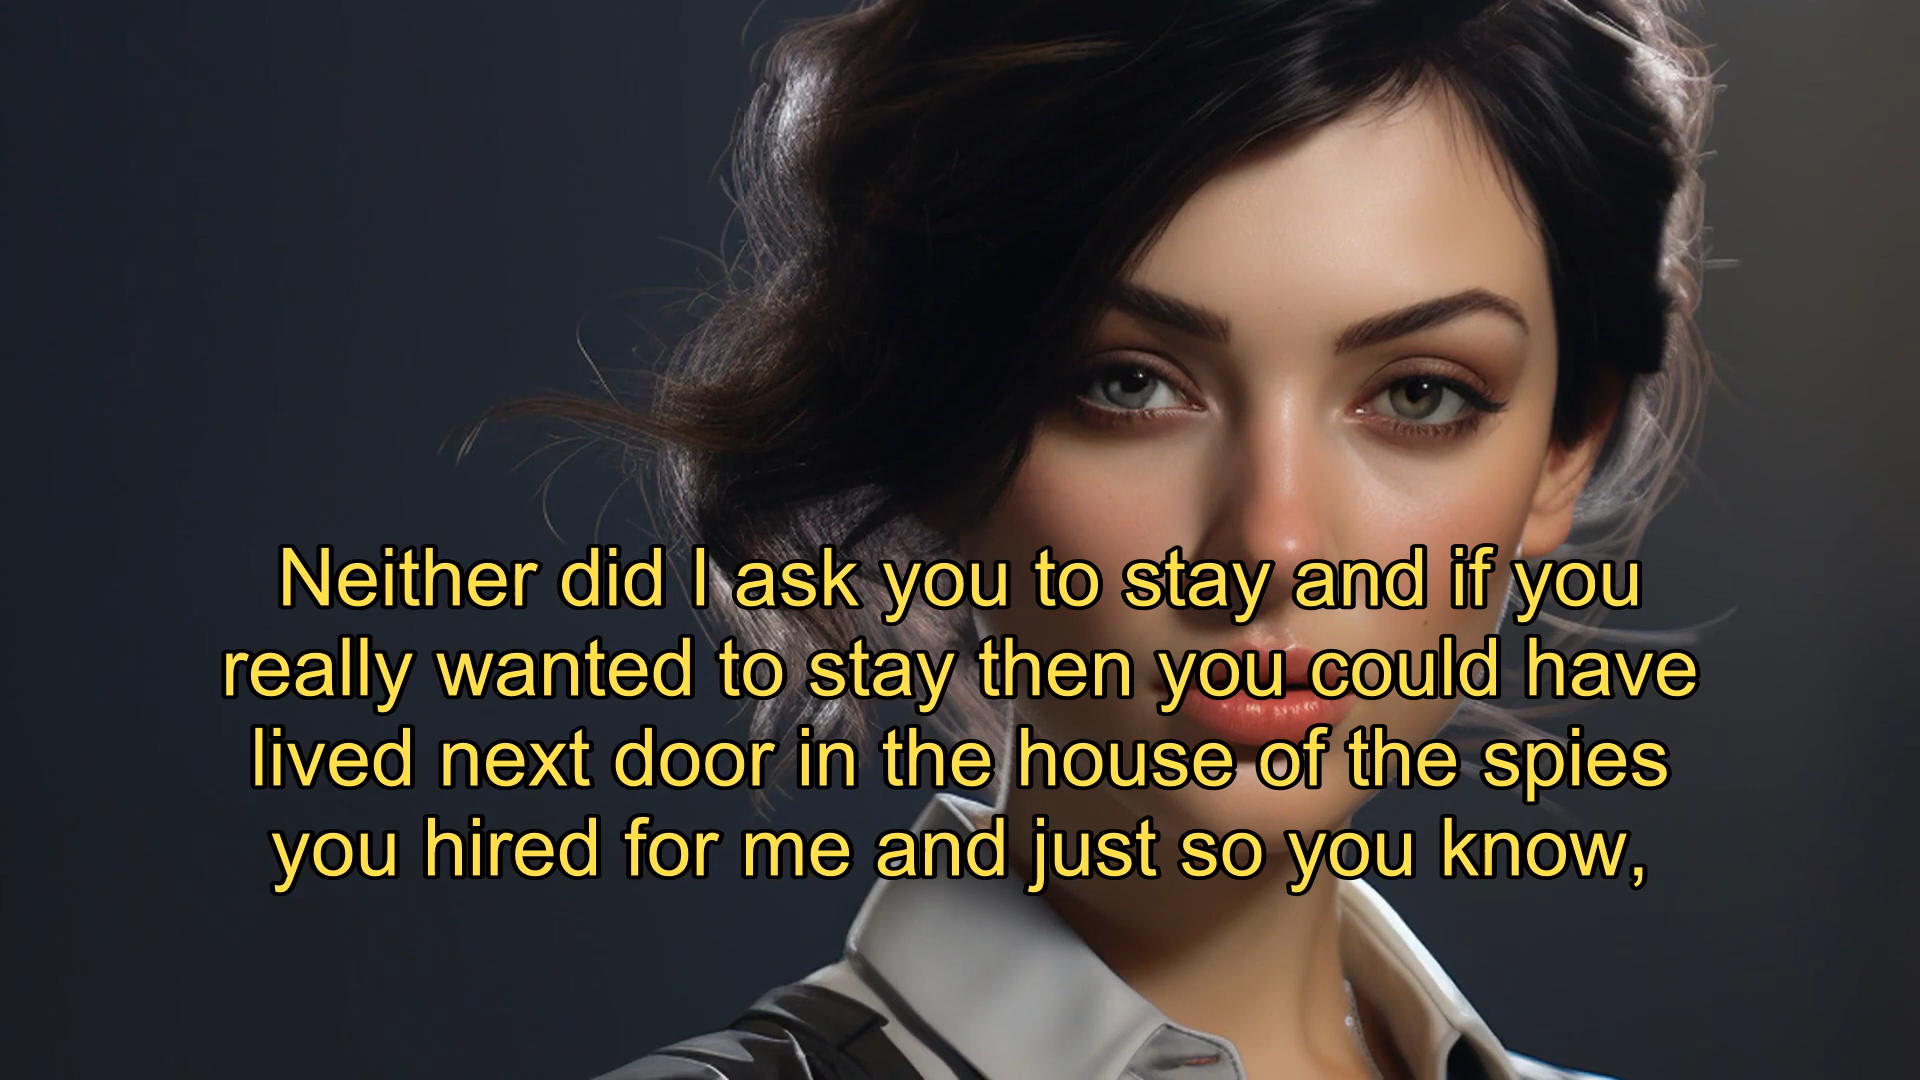 Neither did I ask you to stay and if you
really wanted to stay then you could have
lived next door in the house of the spies
you hired for me and just so you know,